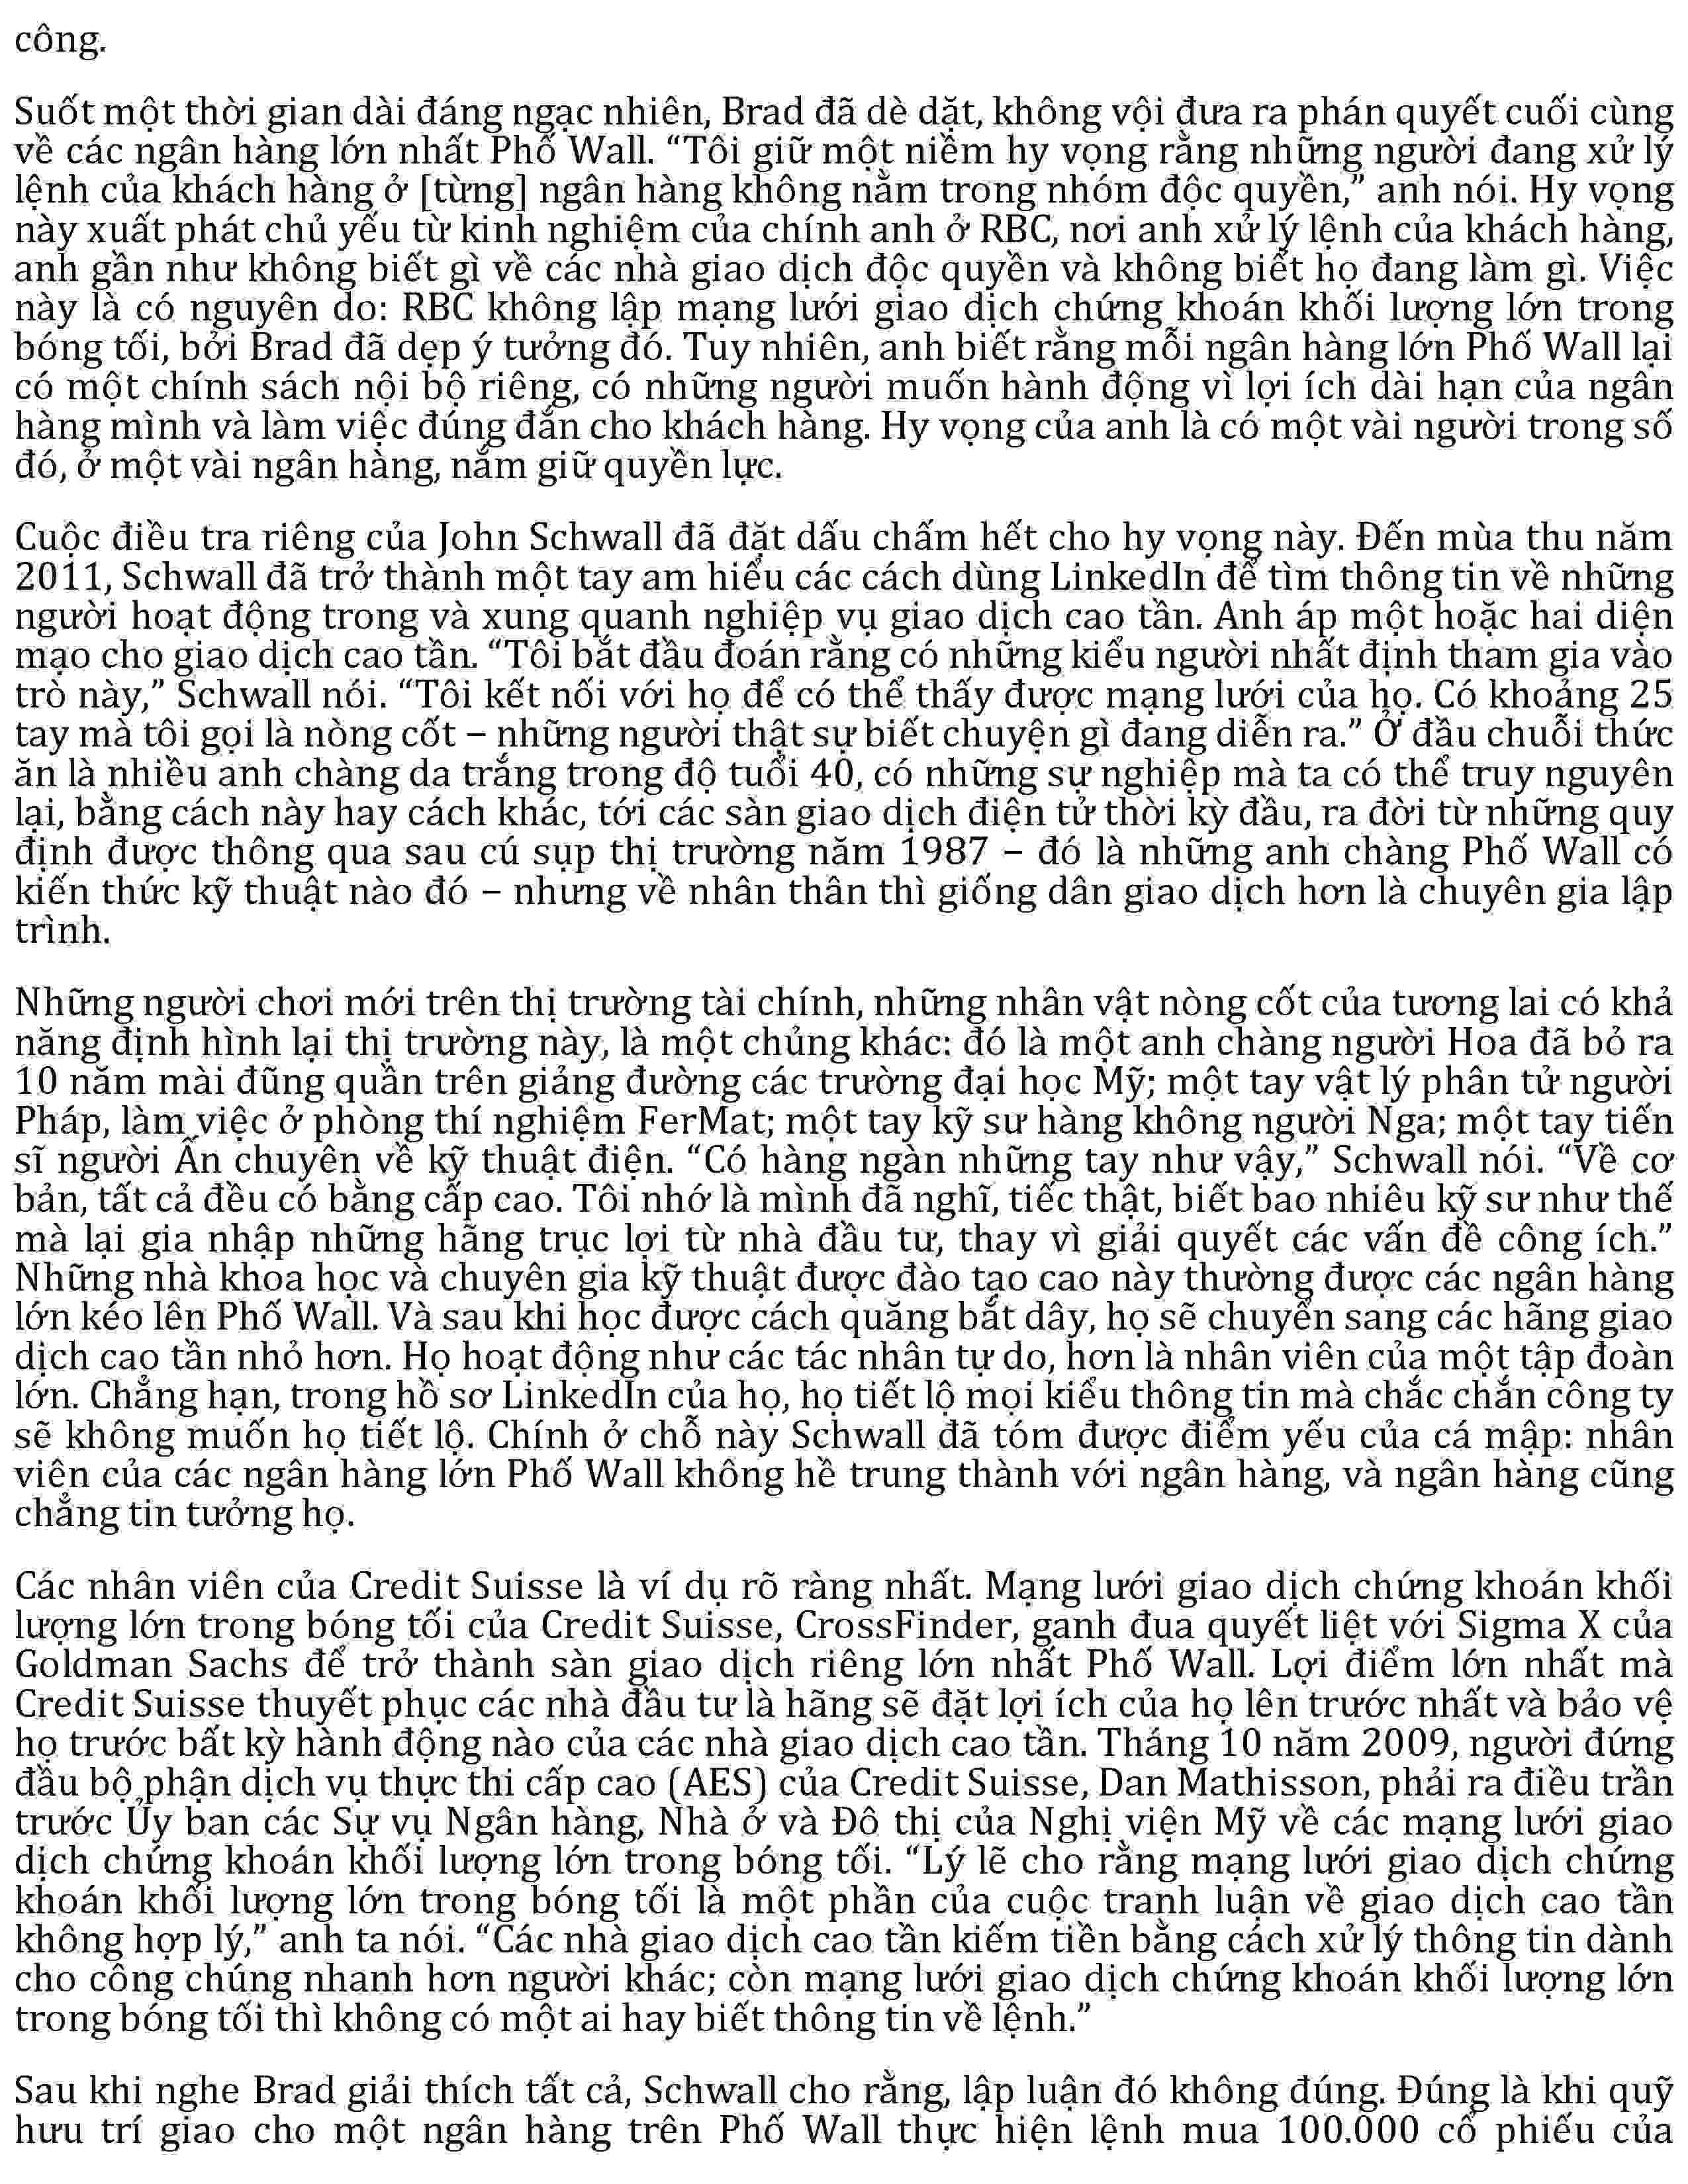 công.
Suốt một thời gian dài đáng ngạc nhiên, Brad đã dè dặt, không vội đưa ra phán quyết cuối cùng
về các ngân hàng lớn nhất Phố Wall. “Tôi giữ một niềm hy vọng rằng những người đang xử lý
lệnh của khách hàng ở [từng] ngân hàng không nằm trong nhóm độc quyền,” anh nói. Hy vọng
này xuất phát chủ yếu từ kinh nghiệm của chính anh ở RBC, nơi anh xử lý lệnh của khách hàng,
anh gần như không biết gì về các nhà giao dịch độc quyền và không biết họ đang làm gì. Việc
này là có nguyên do: RBC không lập mạng lưới giao dịch chứng khoán khối lượng lớn trong
bóng tối, bởi Brad đã dẹp ý tưởng đó. Tuy nhiên, anh biết rằng mỗi ngân hàng lớn Phố Wall lại
có một chính sách nội bộ riêng, có những người muốn hành động vì lợi ích dài hạn của ngân
hàng mình và làm việc đúng đắn cho khách hàng. Hy vọng của anh là có một vài người trong số
đó, ở một vài ngân hàng, nắm giữ quyền lực.
Cuộc điều tra riêng của John Schwall đã đặt dấu chấm hết cho hy vọng này. Đến mùa thu năm
2011, Schwall đã trở thành một tay am hiểu các cách dùng LinkedIn để tìm thông tin về những
người hoạt động trong và xung quanh nghiệp vụ giao dịch cao tần. Anh áp một hoặc hai diện
mạo cho giao dịch cao tần. “Tôi bắt đầu đoán rằng có những kiểu người nhất định tham gia vào
trò này,” Schwall nói. “Tôi kết nối với họ để có thể thấy được mạng lưới của họ. Có khoảng 25
tay mà tôi gọi là nòng cốt – những người thật sự biết chuyện gì đang diễn ra.” Ở đầu chuỗi thức
ăn là nhiều anh chàng da trắng trong độ tuổi 40, có những sự nghiệp mà ta có thể truy nguyên
lại, bằng cách này hay cách khác, tới các sàn giao dịch điện tử thời kỳ đầu, ra đời từ những quy
định được thông qua sau cú sụp thị trường năm 1987 – đó là những anh chàng Phố Wall có
kiến thức kỹ thuật nào đó – nhưng về nhân thân thì giống dân giao dịch hơn là chuyên gia lập
trình.
Những người chơi mới trên thị trường tài chính, những nhân vật nòng cốt của tương lai có khả
năng định hình lại thị trường này, là một chủng khác: đó là một anh chàng người Hoa đã bỏ ra
10 năm mài đũng quần trên giảng đường các trường đại học Mỹ; một tay vật lý phân tử người
Pháp, làm việc ở phòng thí nghiệm FerMat; một tay kỹ sư hàng không người Nga; một tay tiến
sĩ người Ấn chuyên về kỹ thuật điện. “Có hàng ngàn những tay như vậy,” Schwall nói. “Về cơ
bản, tất cả đều có bằng cấp cao. Tôi nhớ là mình đã nghĩ, tiếc thật, biết bao nhiêu kỹ sư như thế
mà lại gia nhập những hãng trục lợi từ nhà đầu tư, thay vì giải quyết các vấn đề công ích.”
Những nhà khoa học và chuyên gia kỹ thuật được đào tạo cao này thường được các ngân hàng
lớn kéo lên Phố Wall. Và sau khi học được cách quăng bắt dây, họ sẽ chuyển sang các hãng giao
dịch cao tần nhỏ hơn. Họ hoạt động như các tác nhân tự do, hơn là nhân viên của một tập đoàn
lớn. Chẳng hạn, trong hồ sơ LinkedIn của họ, họ tiết lộ mọi kiểu thông tin mà chắc chắn công ty
sẽ không muốn họ tiết lộ. Chính ở chỗ này Schwall đã tóm được điểm yếu của cá mập: nhân
viên của các ngân hàng lớn Phố Wall không hề trung thành với ngân hàng, và ngân hàng cũng
chẳng tin tưởng họ.
Các nhân viên của Credit Suisse là ví dụ rõ ràng nhất. Mạng lưới giao dịch chứng khoán khối
lượng lớn trong bóng tối của Credit Suisse, CrossFinder, ganh đua quyết liệt với Sigma X của
Goldman Sachs để trở thành sàn giao dịch riêng lớn nhất Phố Wall. Lợi điểm lớn nhất mà
Credit Suisse thuyết phục các nhà đầu tư là hãng sẽ đặt lợi ích của họ lên trước nhất và bảo vệ
họ trước bất kỳ hành động nào của các nhà giao dịch cao tần. Tháng 10 năm 2009, người đứng
đầu bộ phận dịch vụ thực thi cấp cao (AES) của Credit Suisse, Dan Mathisson, phải ra điều trần
trước Ủy ban các Sự vụ Ngân hàng, Nhà ở và Đô thị của Nghị viện Mỹ về các mạng lưới giao
dịch chứng khoán khối lượng lớn trong bóng tối. “Lý lẽ cho rằng mạng lưới giao dịch chứng
khoán khối lượng lớn trong bóng tối là một phần của cuộc tranh luận về giao dịch cao tần
không hợp lý,” anh ta nói. “Các nhà giao dịch cao tần kiếm tiền bằng cách xử lý thông tin dành
cho công chúng nhanh hơn người khác; còn mạng lưới giao dịch chứng khoán khối lượng lớn
trong bóng tối thì không có một ai hay biết thông tin về lệnh.”
Sau khi nghe Brad giải thích tất cả, Schwall cho rằng, lập luận đó không đúng. Đúng là khi quỹ
hưu trí giao cho một ngân hàng trên Phố Wall thực hiện lệnh mua 100.000 cổ phiếu của